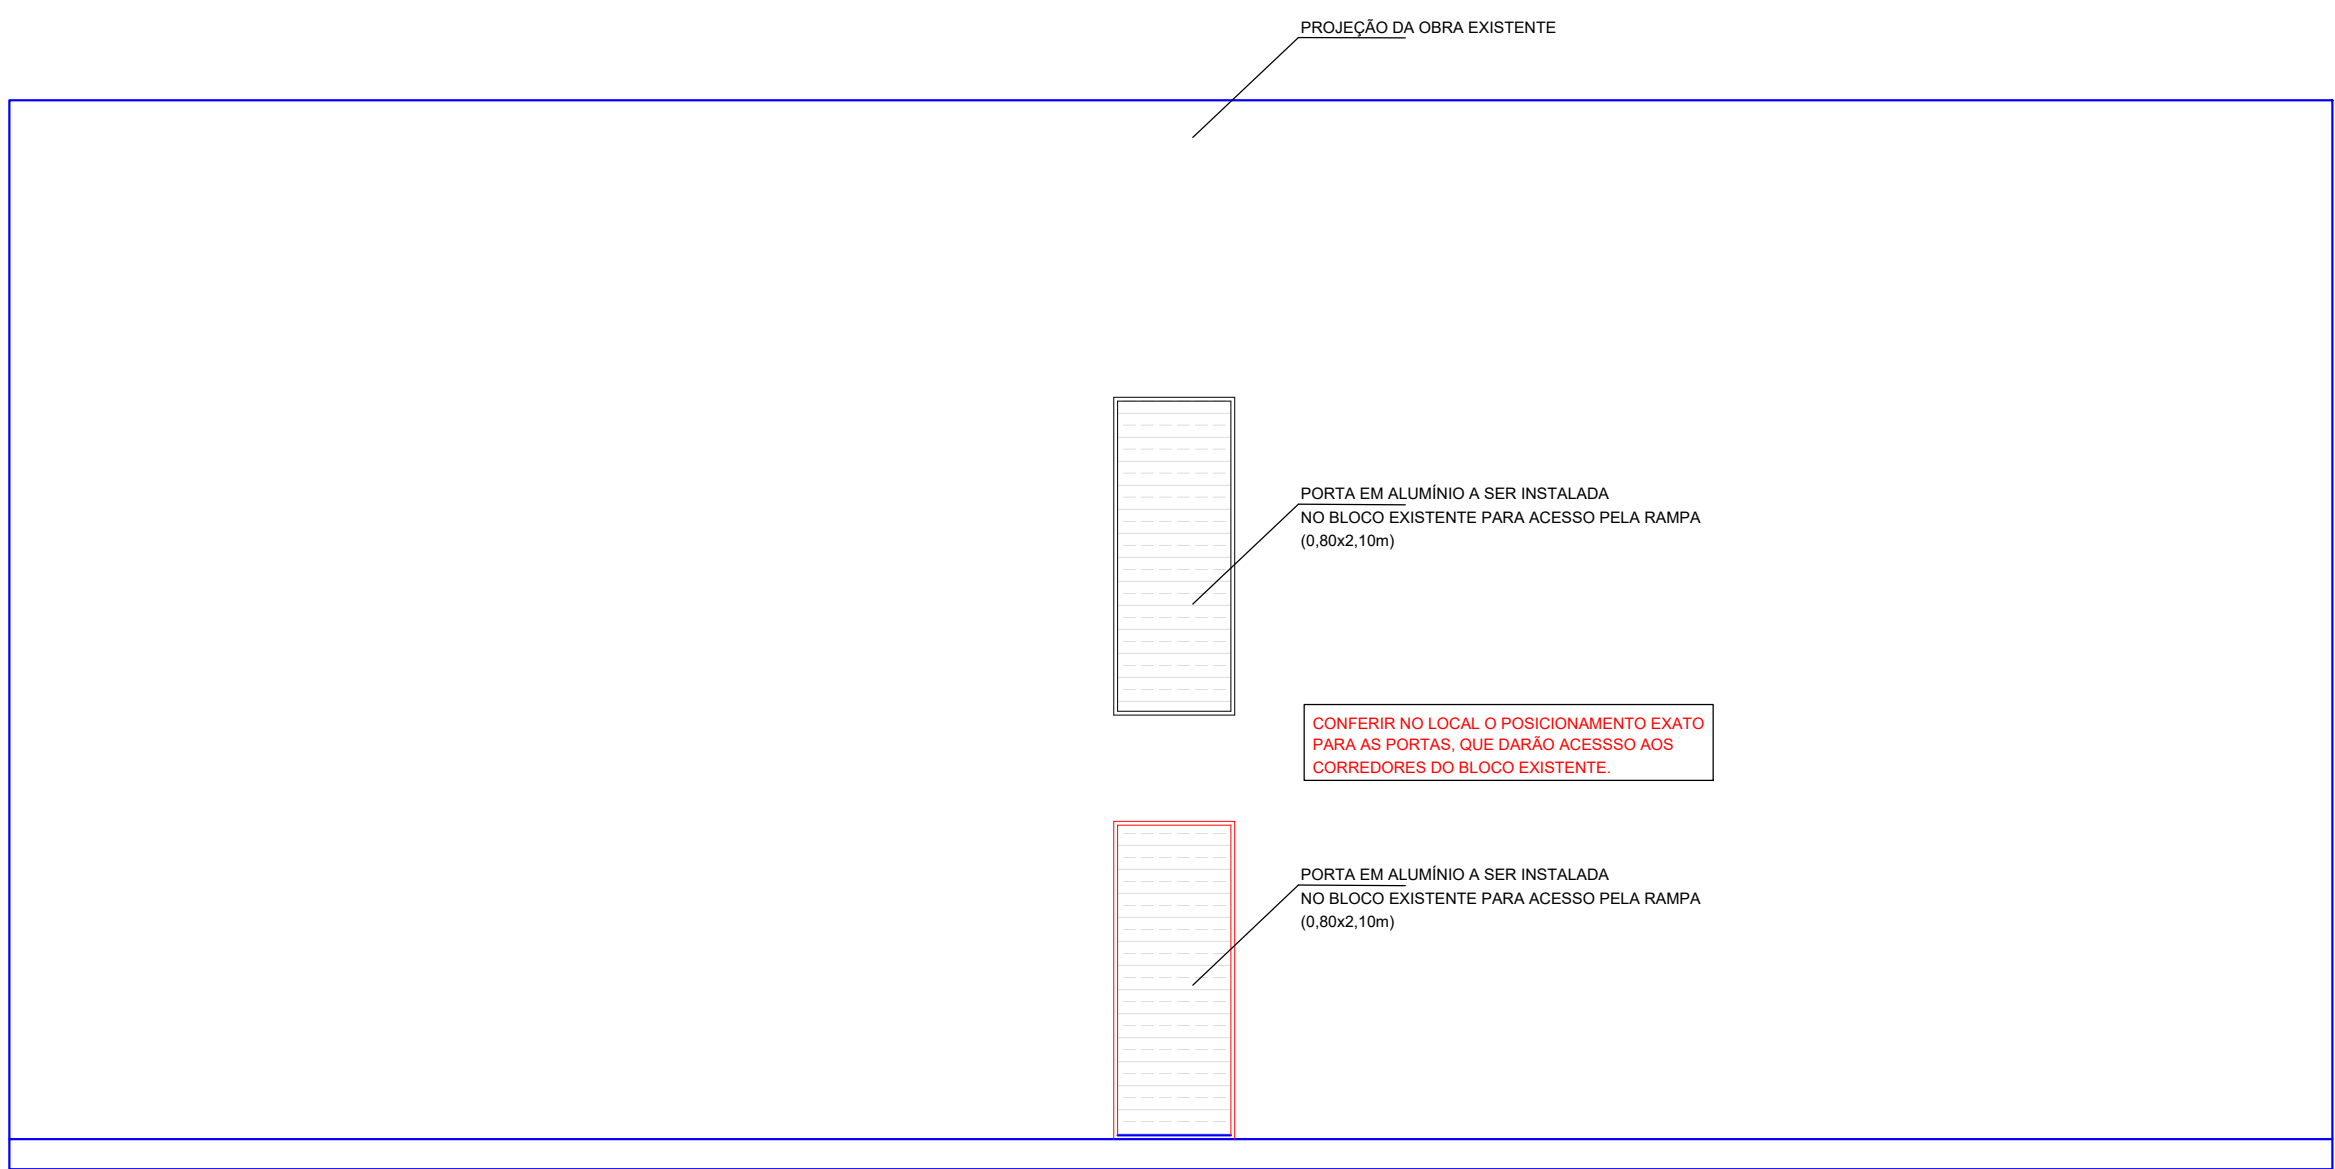 PROJEÇÃO DA OBRA EXISTENTE
PORTA EM ALUMÍNIO A SER INSTALADA
NO BLOCO EXISTENTE PARA ACESSO PELA RAMPA
(0,80x2,10m)
CONFERIR NO LOCAL O POSICIONAMENTO EXATO
PARA AS PORTAS, QUE DARÃO ACESSSO AOS
CORREDORES DO BLOCO EXISTENTE.
PORTA EM ALUMÍNIO A SER INSTALADA
NO BLOCO EXISTENTE PARA ACESSO PELA RAMPA
(0,80x2,10m)